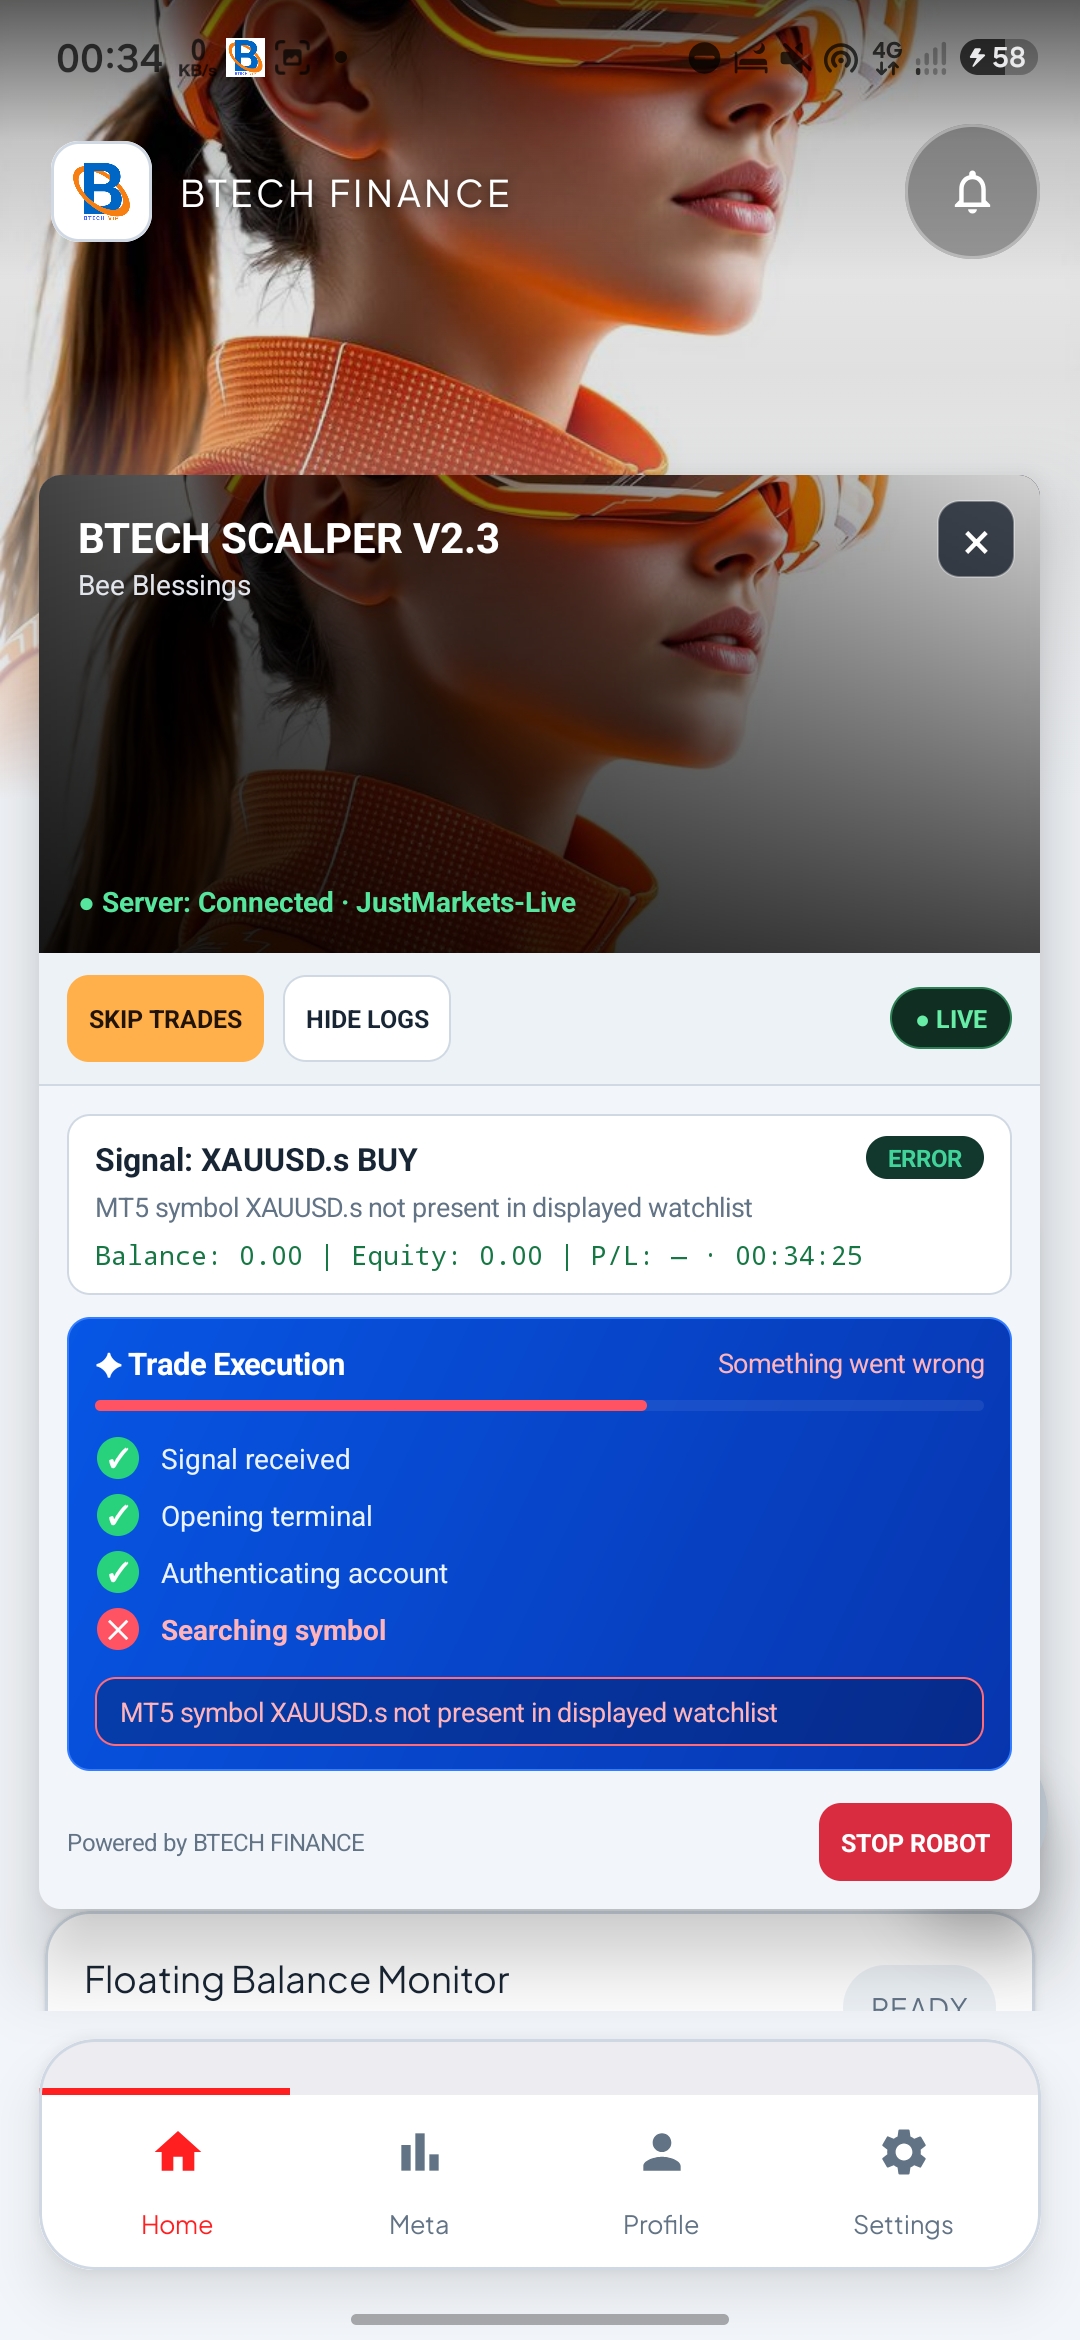 00:34
0
KB/s
4G
58
B
BTECH VIP
BTECH FINANCE
BTECH SCALPER V2.3
Bee Blessings
×
● Server: Connected · JustMarkets-Live
SKIP TRADES
HIDE LOGS
● LIVE
Signal: XAUUSD.s BUY
ERROR
MT5 symbol XAUUSD.s not present in displayed watchlist
Balance: 0.00 | Equity: 0.00 | P/L: — · 00:34:25
✦ Trade Execution
Something went wrong
✓ Signal received
✓ Opening terminal
✓ Authenticating account
✕ Searching symbol
MT5 symbol XAUUSD.s not present in displayed watchlist
Powered by BTECH FINANCE
STOP ROBOT
Floating Balance Monitor
READY
Home
Meta
Profile
Settings